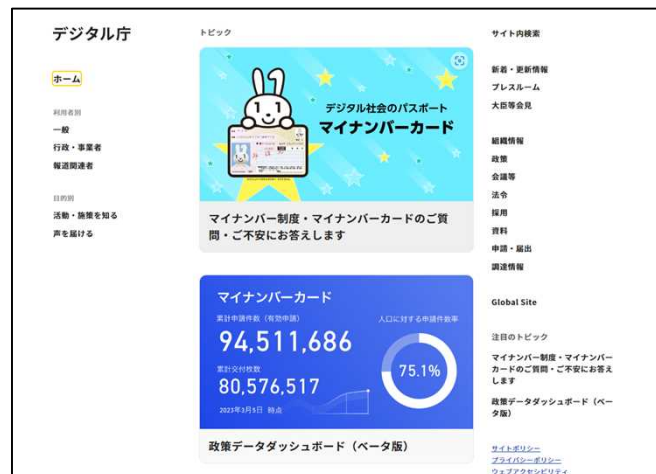 デジタル庁
ホーム
利用者別
一般
行政・事業者
報道関連者
目的別
活動・施策を知る
声を届ける
トピック
デジタル社会のパスポート
マイナンバーカード
マイナンバー制度・マイナンバーカードのご質
問・ご不安にお答えします
マイナンバーカード
累計申請件数（有効申請）
94,511,686
累計交付枚数
80,576,517
2023年3月5日 時点
人口に対する申請件数率
75.1%
政策データダッシュボード（ベータ版）
サイト内検索
新着・更新情報
プレスルーム
大臣等会見
組織情報
政策
会議等
法令
採用
資料
申請・届出
調達情報
Global Site
注目のトピック
マイナンバー制度・マイナンバー
カードのご質問・ご不安にお答え
します
政策データダッシュボード（ベー
タ版）
サイトポリシー
プライバシーポリシー
ウェブアクセシビリティ